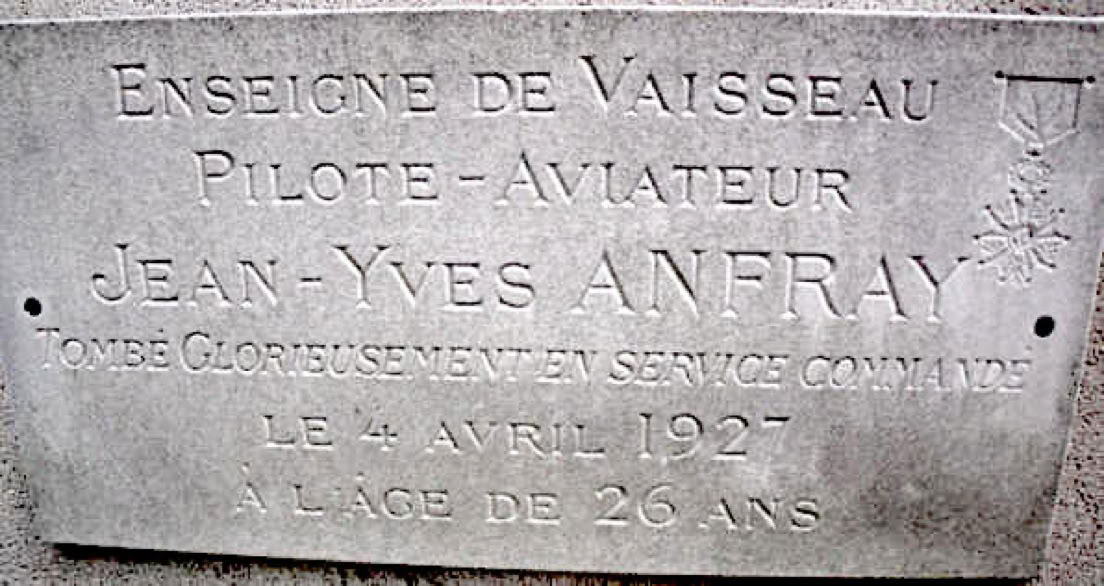 ENSEIGNE DE VAISSEAU
PILOTE-AVIATEUR
JEAN-YVES ANFRAY
TOMBÉ GLORIEUSEMENT EN SERVICE COMMANDE
LE 4 AVRIL 1927
À L'ÂGE DE 26 ANS